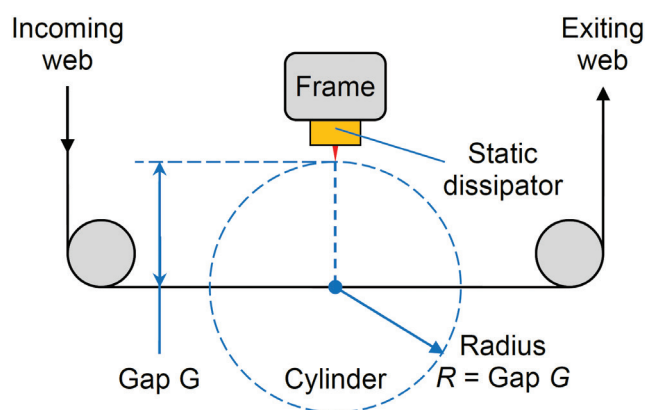 Incoming
web
Exiting
web
Frame
Static
dissipator
Gap G
Cylinder
Radius
R = Gap G